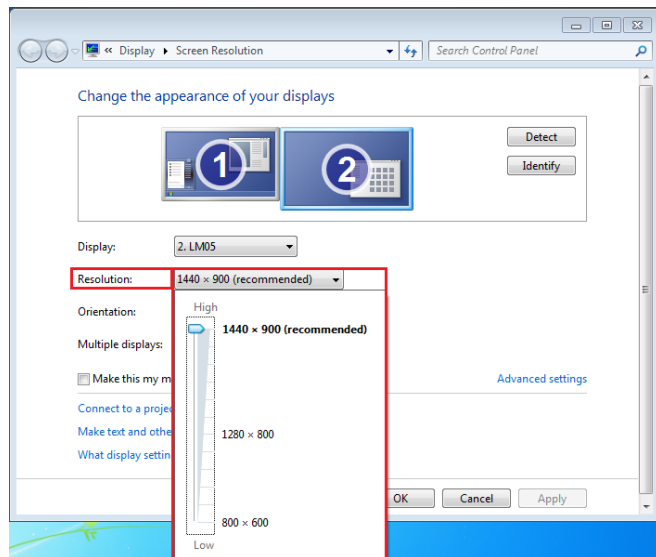 « Display ▸ Screen Resolution
Search Control Panel
Change the appearance of your displays
1
2
Detect
Identify
Display:
2. LM05
Resolution:
1440 × 900 (recommended)
Orientation:
High
1440 × 900 (recommended)
Multiple displays:
Make this my m
Advanced settings
Connect to a proje
Make text and othe
1280 × 800
What display settin
OK
Cancel
Apply
800 × 600
Low